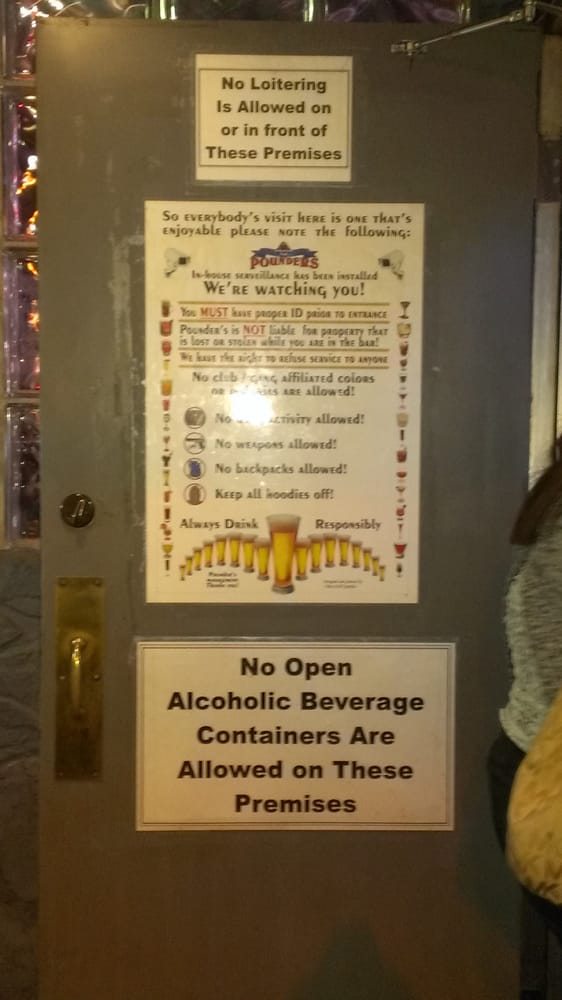 No Loitering
Is Allowed on
or in front of
These Premises
So everybody's visit here is one that's
enjoyable please note the following:
POUNDERS
In-house surveillance has been installed
We're watching you!
You MUST have proper ID prior to entrance
Pounder's is NOT liable for property that
is lost or stolen while you are in the bar!
We have the right to refuse service to anyone
No club / gang affiliated colors
are allowed!
No activity allowed!
No weapons allowed!
No backpacks allowed!
Keep all hoodies off!
Always Drink Responsibly
Pounder's
management
Thank you!
No Open
Alcoholic Beverage
Containers Are
Allowed on These
Premises